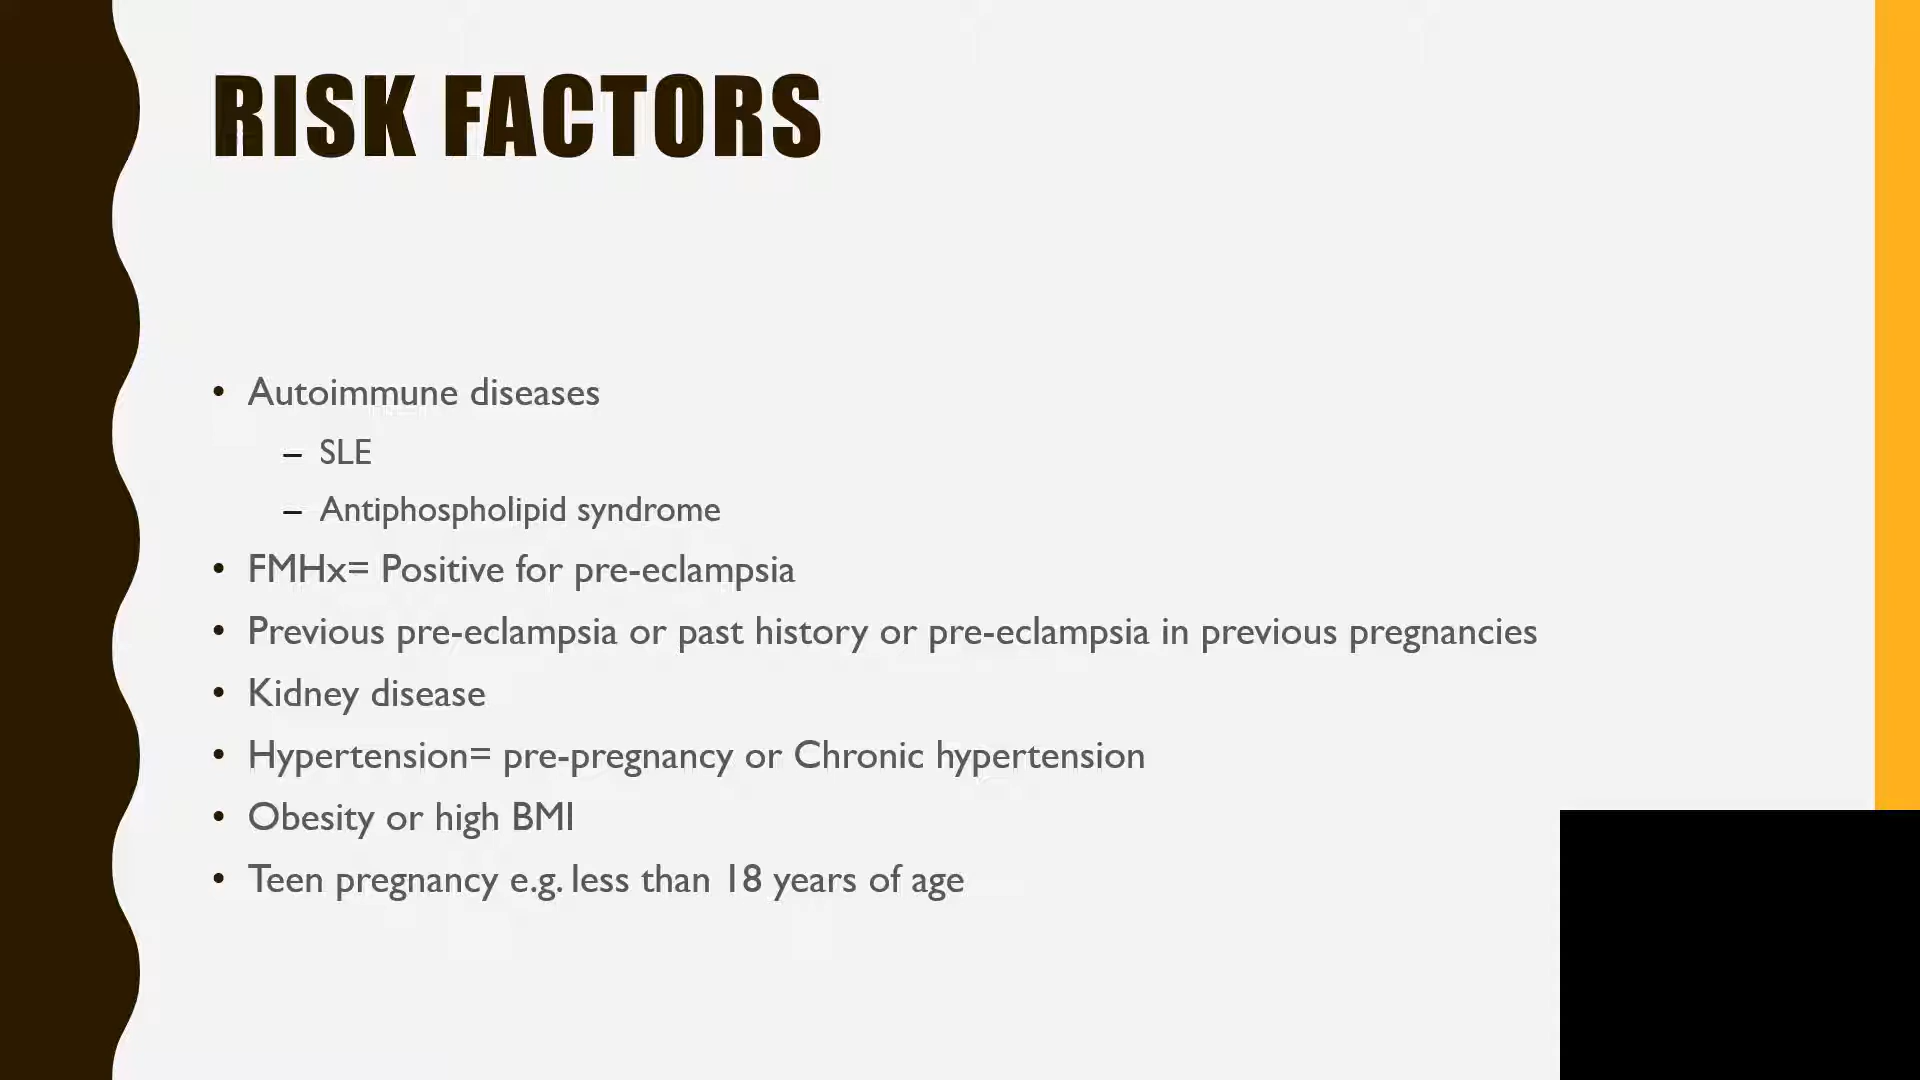 RISK FACTORS
• Autoimmune diseases
– SLE
– Antiphospholipid syndrome
• FMHx= Positive for pre-eclampsia
• Previous pre-eclampsia or past history or pre-eclampsia in previous pregnancies
• Kidney disease
• Hypertension= pre-pregnancy or Chronic hypertension
• Obesity or high BMI
• Teen pregnancy e.g. less than 18 years of age